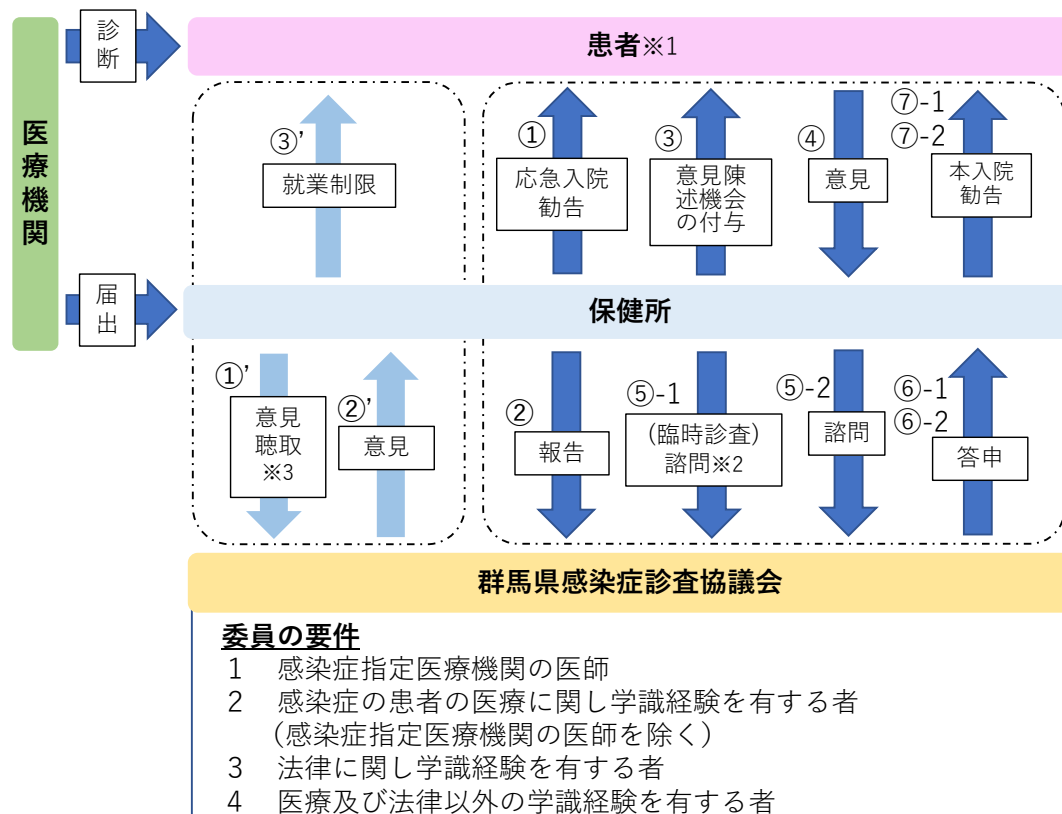 診断
患者※1
医療機関
③’
就業制限
①
応急入院
勧告
③
意見陳
述機会
の付与
④
意見
⑦-1
⑦-2
本入院
勧告
届出
保健所
①’
意見
聴取
※3
②’
意見
②
報告
⑤-1
(臨時診査)
諮問※2
⑤-2
諮問
⑥-1
⑥-2
答申
群馬県感染症診査協議会
委員の要件
1 感染症指定医療機関の医師
2 感染症の患者の医療に関し学識経験を有する者
(感染症指定医療機関の医師を除く)
3 法律に関し学識経験を有する者
4 医療及び法律以外の学識経験を有する者